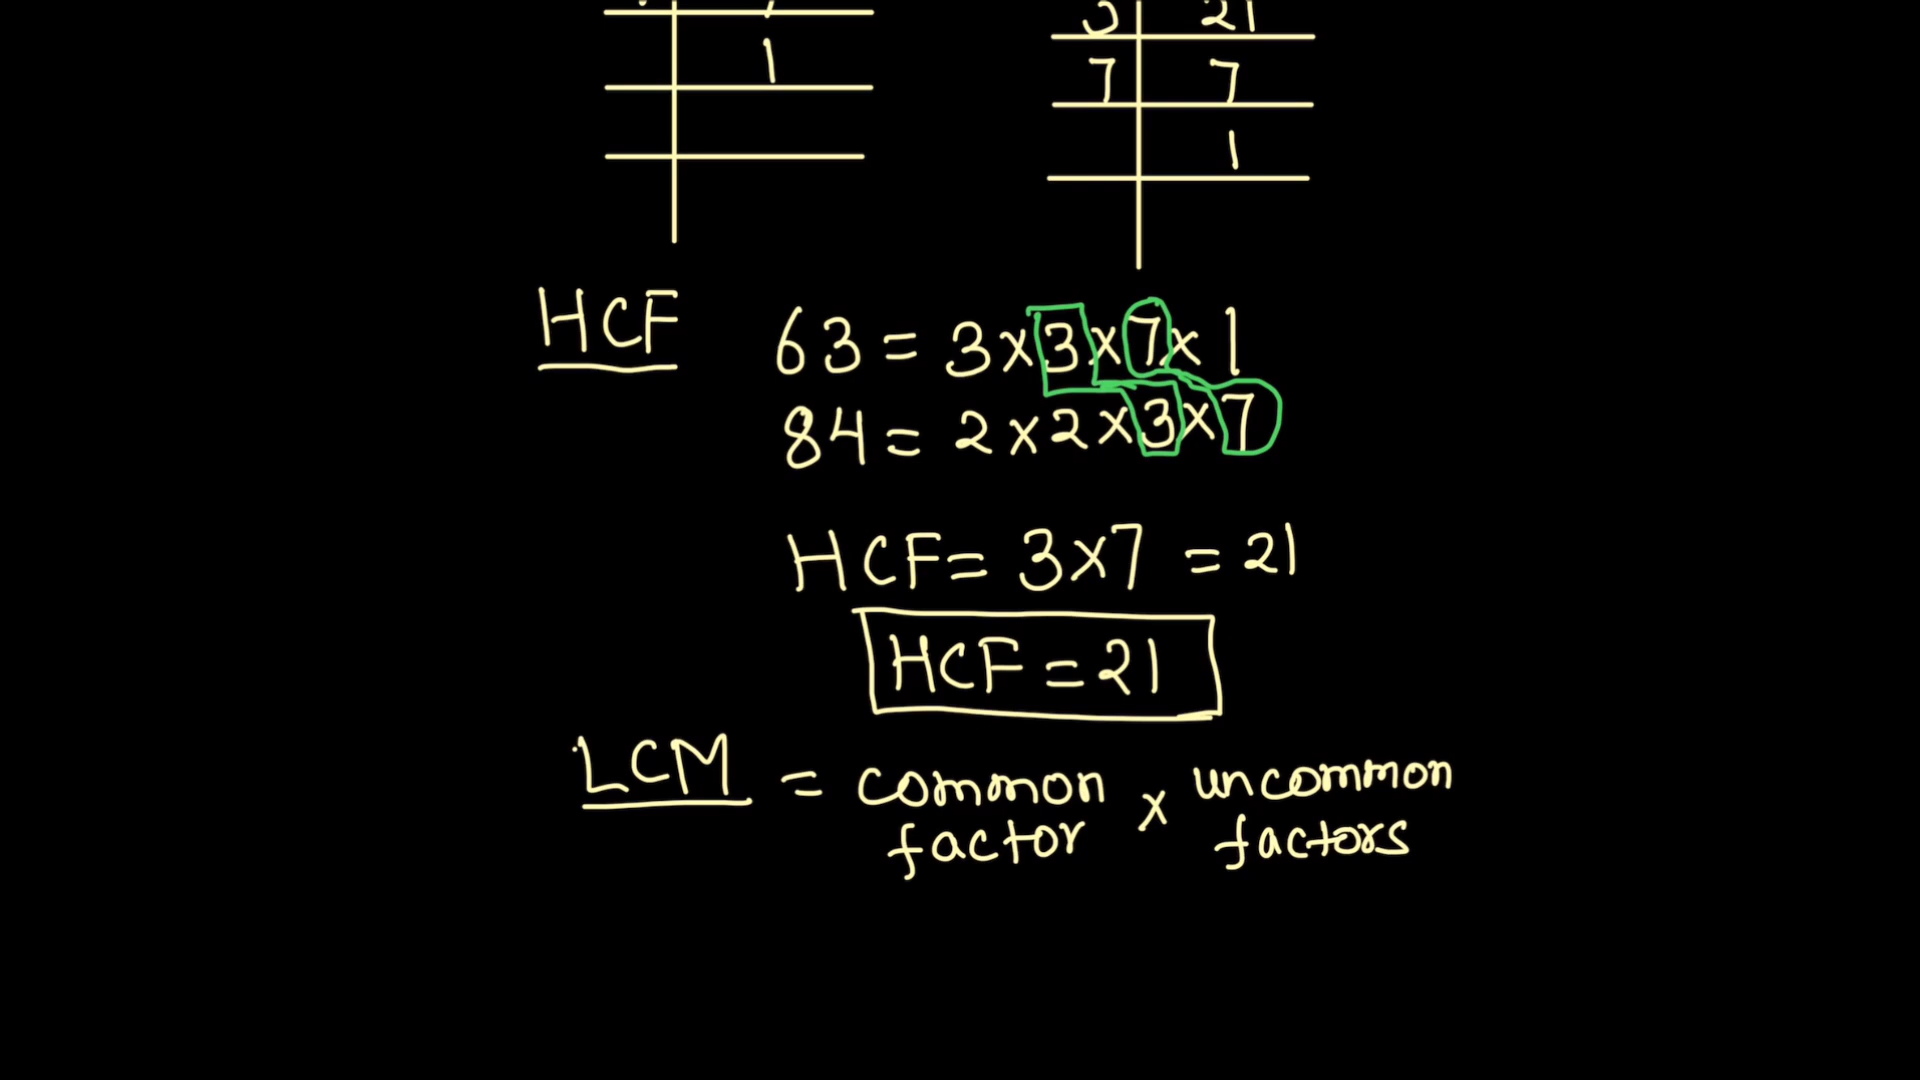 3 21
1
7 7
1
HCF
63 = 3x3x7x1
84 = 2x2x3x7
HCF= 3x7 = 21
HCF = 21
LCM = common factor x uncommon factors